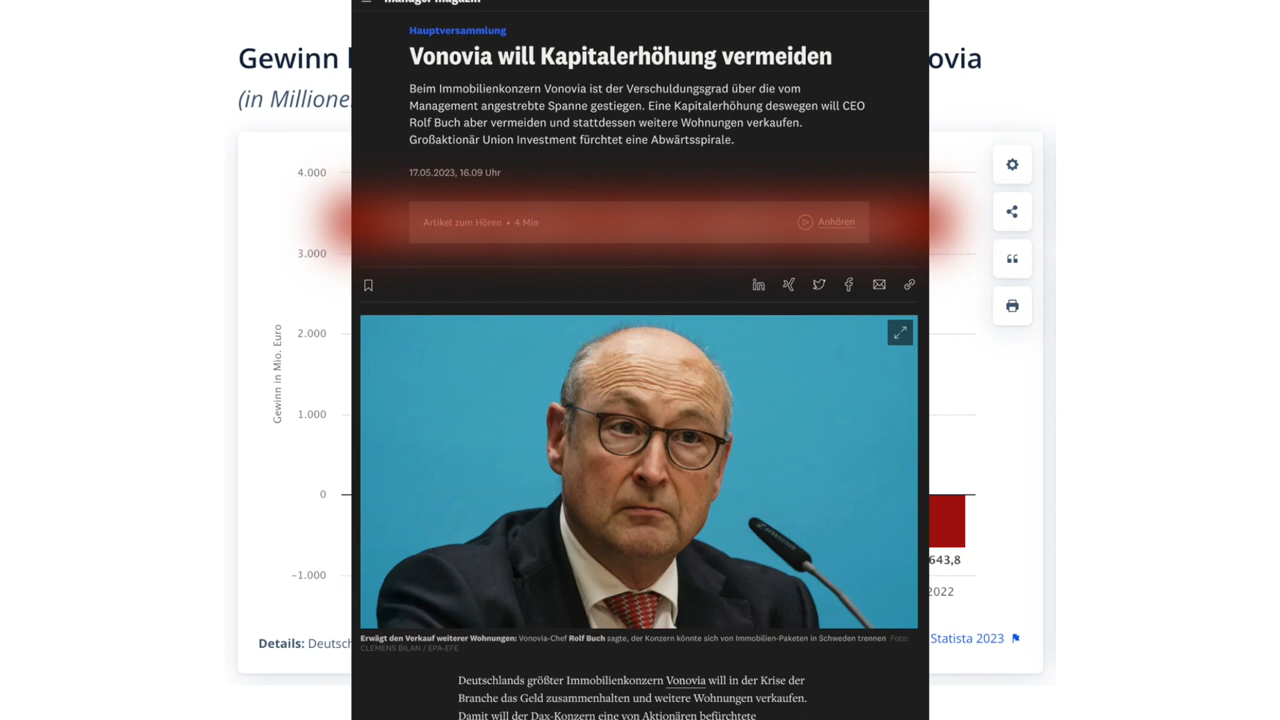 manager magazin
Hauptversammlung
Gewinn
ovia
Vonovia will Kapitalerhöhung vermeiden
(in Millione
Beim Immobilienkonzern Vonovia ist der Verschuldungsgrad über die vom
Management angestrebte Spanne gestiegen. Eine Kapitalerhöhung deswegen will CEO
Rolf Buch aber vermeiden und stattdessen weitere Wohnungen verkaufen.
Großaktionär Union Investment fürchtet eine Abwärtsspirale.
17.05.2023, 16.09 Uhr
Artikel zum Hören • 4 Min
Anhören
4.000
3.000
2.000
1.000
0
−1.000
Gewinn in Mio. Euro
643,8
2022
Erwägt den Verkauf weiterer Wohnungen: Vonovia-Chef Rolf Buch sagte, der Konzern könnte sich von Immobilien-Paketen in Schweden trennen Foto:
CLEMENS BILAN / EPA-EFE
Details: Deutsch
Statista 2023
Deutschlands größter Immobilienkonzern Vonovia will in der Krise der
Branche das Geld zusammenhalten und weitere Wohnungen verkaufen.
Damit will der Dax-Konzern eine von Aktionären befürchtete